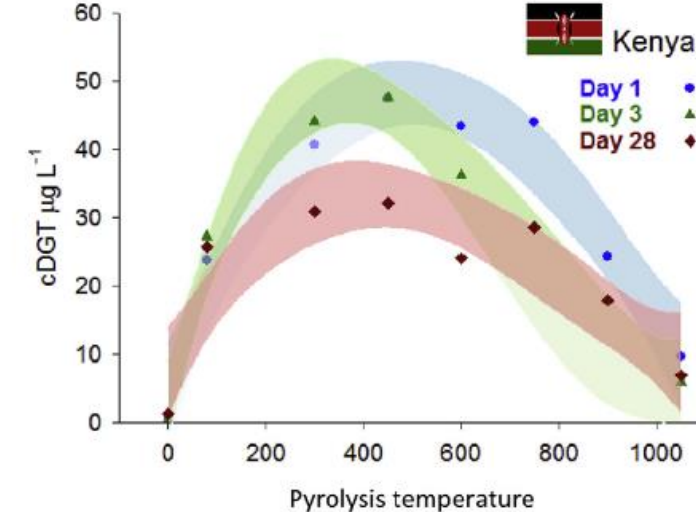 60
50
40
30
20
10
0
cDGT µg L⁻¹
Kenya
Day 1
Day 3
Day 28
0 200 400 600 800 1000
Pyrolysis temperature